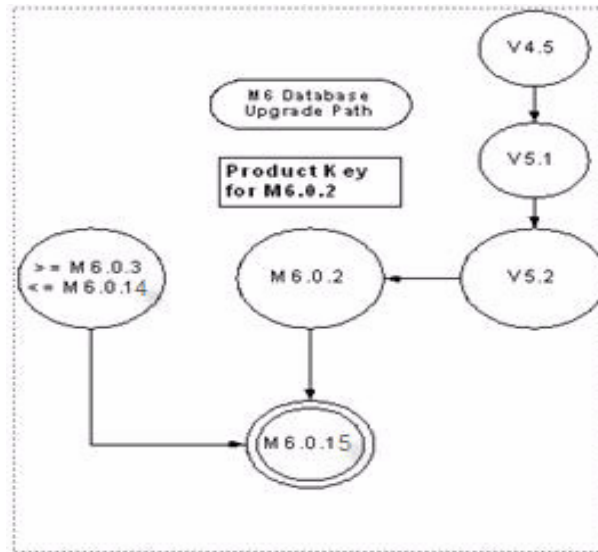 V4.5
M6 Database
Upgrade Path
V5.1
Product Key
for M6.0.2
>= M6.0.3
<= M6.0.14
M6.0.2
V5.2
M6.0.15